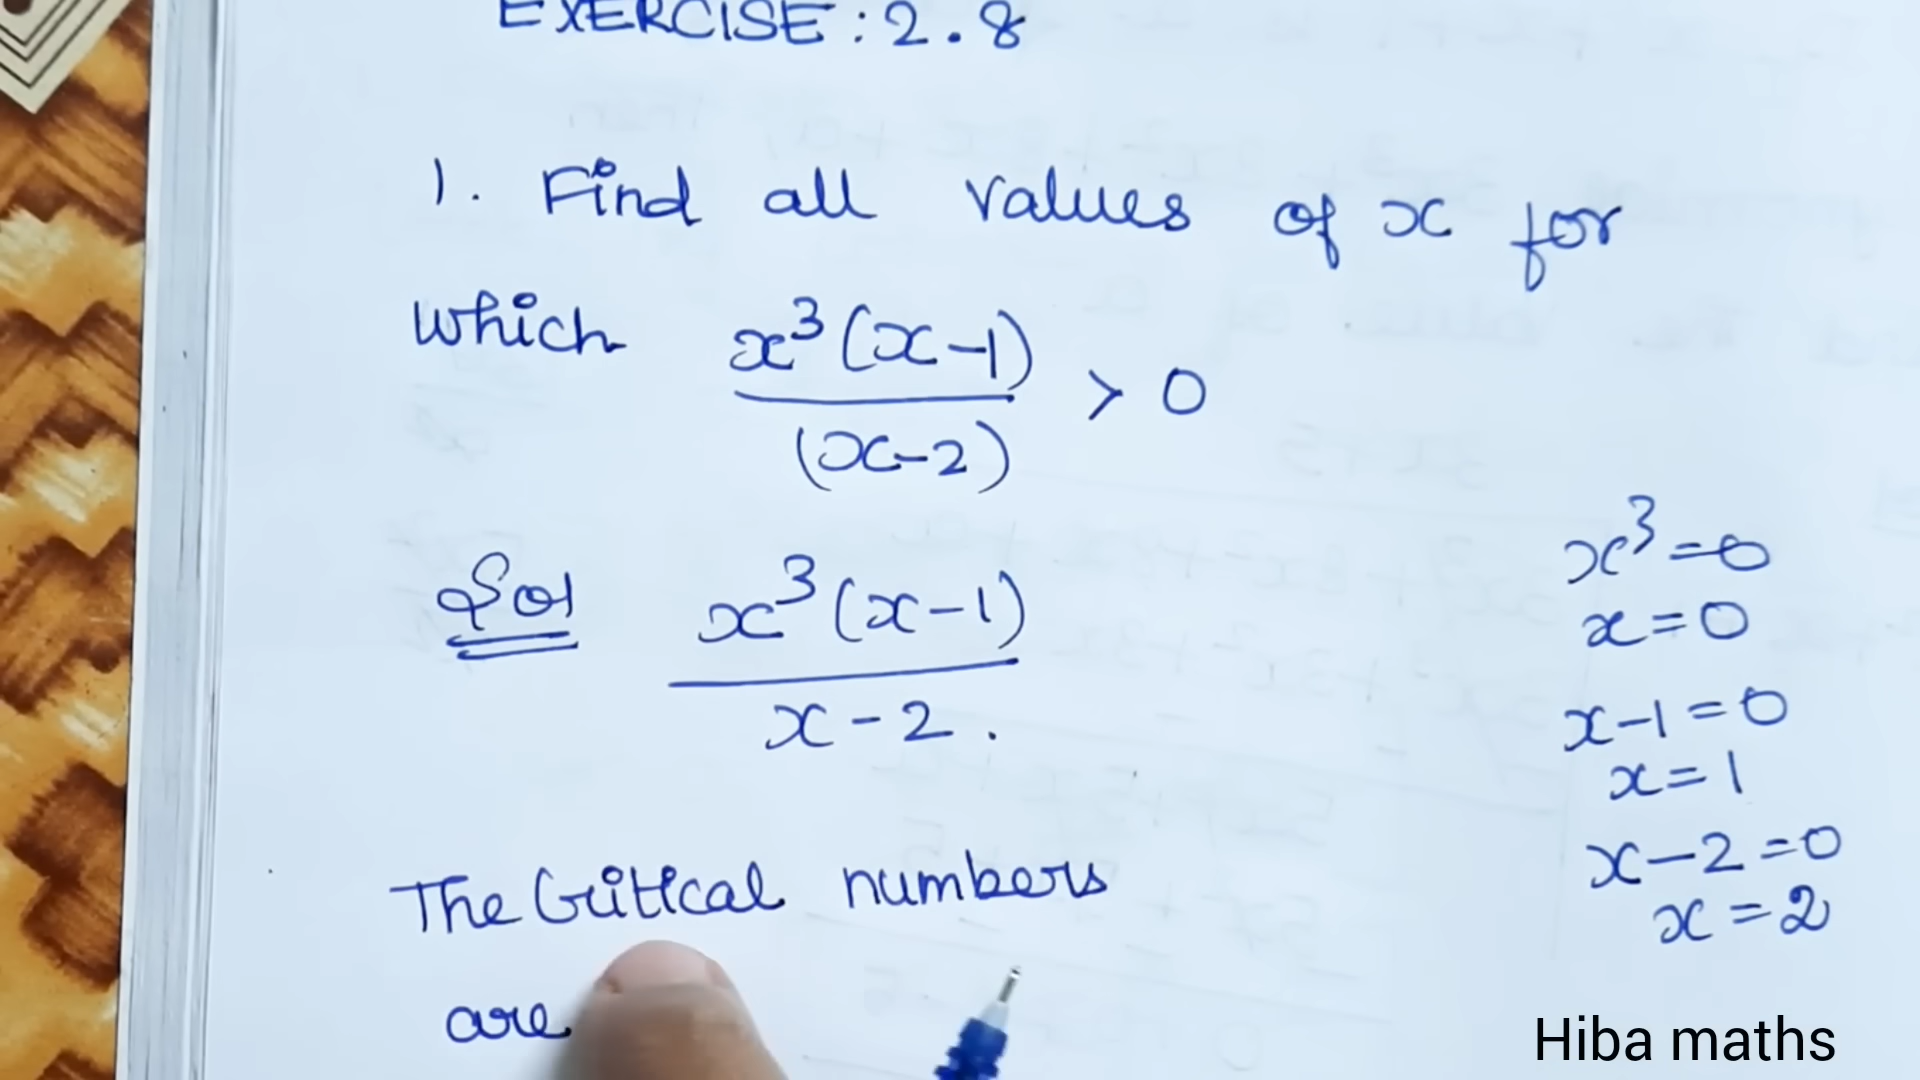 EXERCISE: 2.8
1. Find all values of x for
which x³(x-1) / (x-2) > 0
Sol x³(x-1) / x-2.
x³=0
x=0
x-1=0
x=1
x-2=0
x=2
The Critical numbers
are
Hiba maths